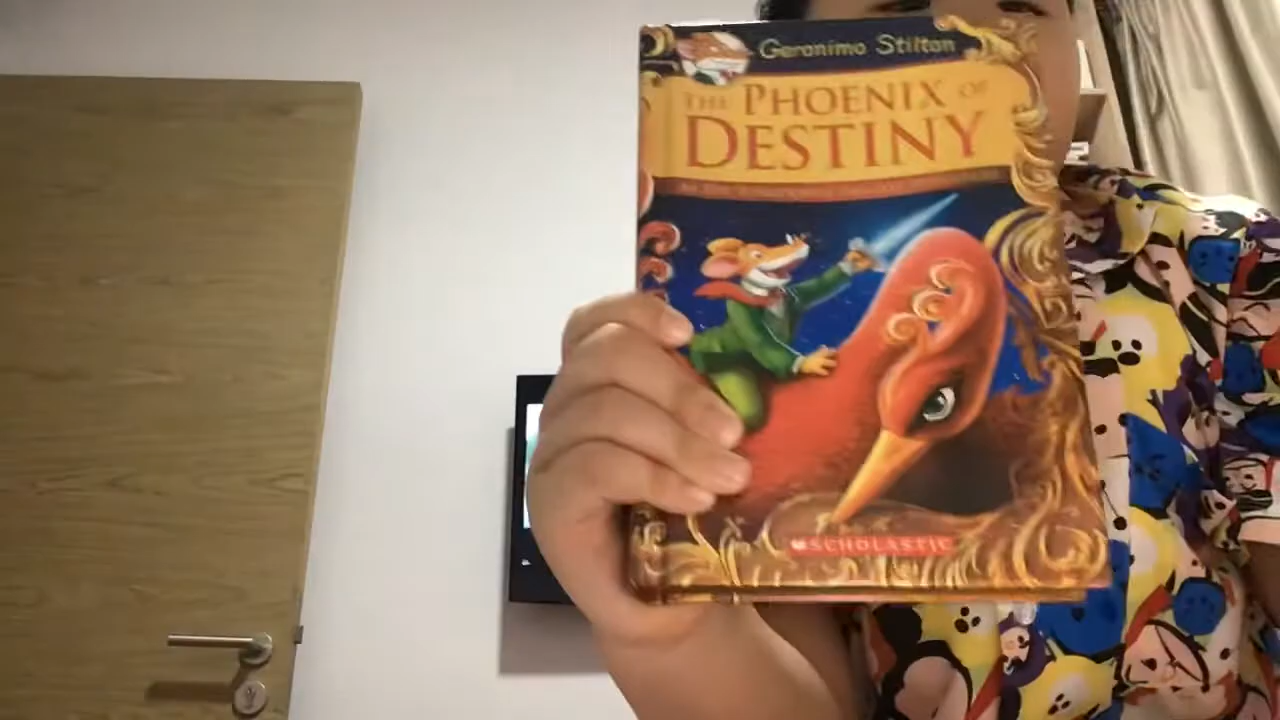 Geronimo Stilton
THE PHOENIX OF
DESTINY
SCHOLASTIC